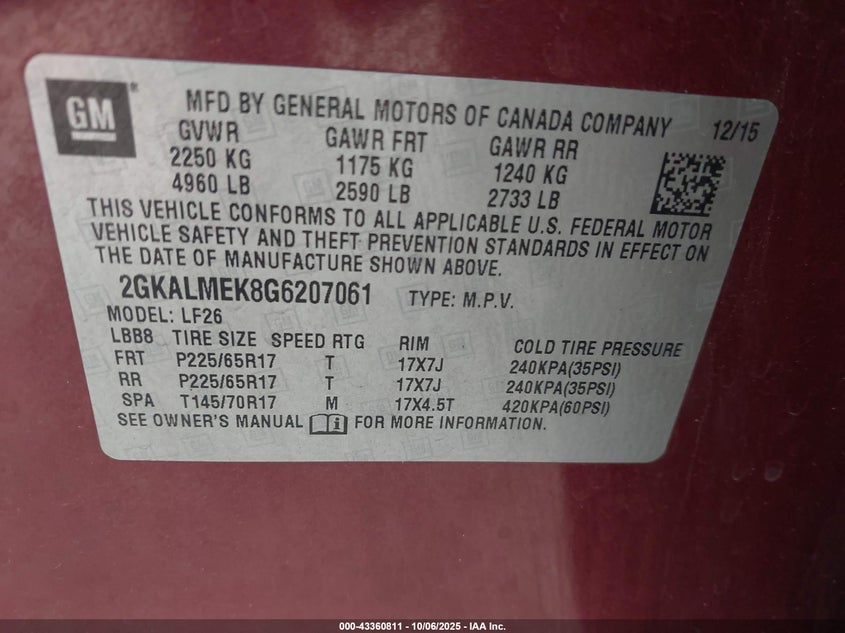 GM ®
MFD BY GENERAL MOTORS OF CANADA COMPANY 12/15
GVWR GAWR FRT GAWR RR
2250 KG 1175 KG 1240 KG
4960 LB 2590 LB 2733 LB
THIS VEHICLE CONFORMS TO ALL APPLICABLE U.S. FEDERAL MOTOR
VEHICLE SAFETY AND THEFT PREVENTION STANDARDS IN EFFECT ON
THE DATE OF MANUFACTURE SHOWN ABOVE.
2GKALMEK8G6207061 TYPE: M.P.V.
MODEL: LF26
LBB8 TIRE SIZE SPEED RTG RIM COLD TIRE PRESSURE
FRT P225/65R17 T 17X7J 240KPA(35PSI)
RR P225/65R17 T 17X7J 240KPA(35PSI)
SPA T145/70R17 M 17X4.5T 420KPA(60PSI)
SEE OWNER'S MANUAL i FOR MORE INFORMATION.
000-43360811 - 10/06/2025 - IAA Inc.